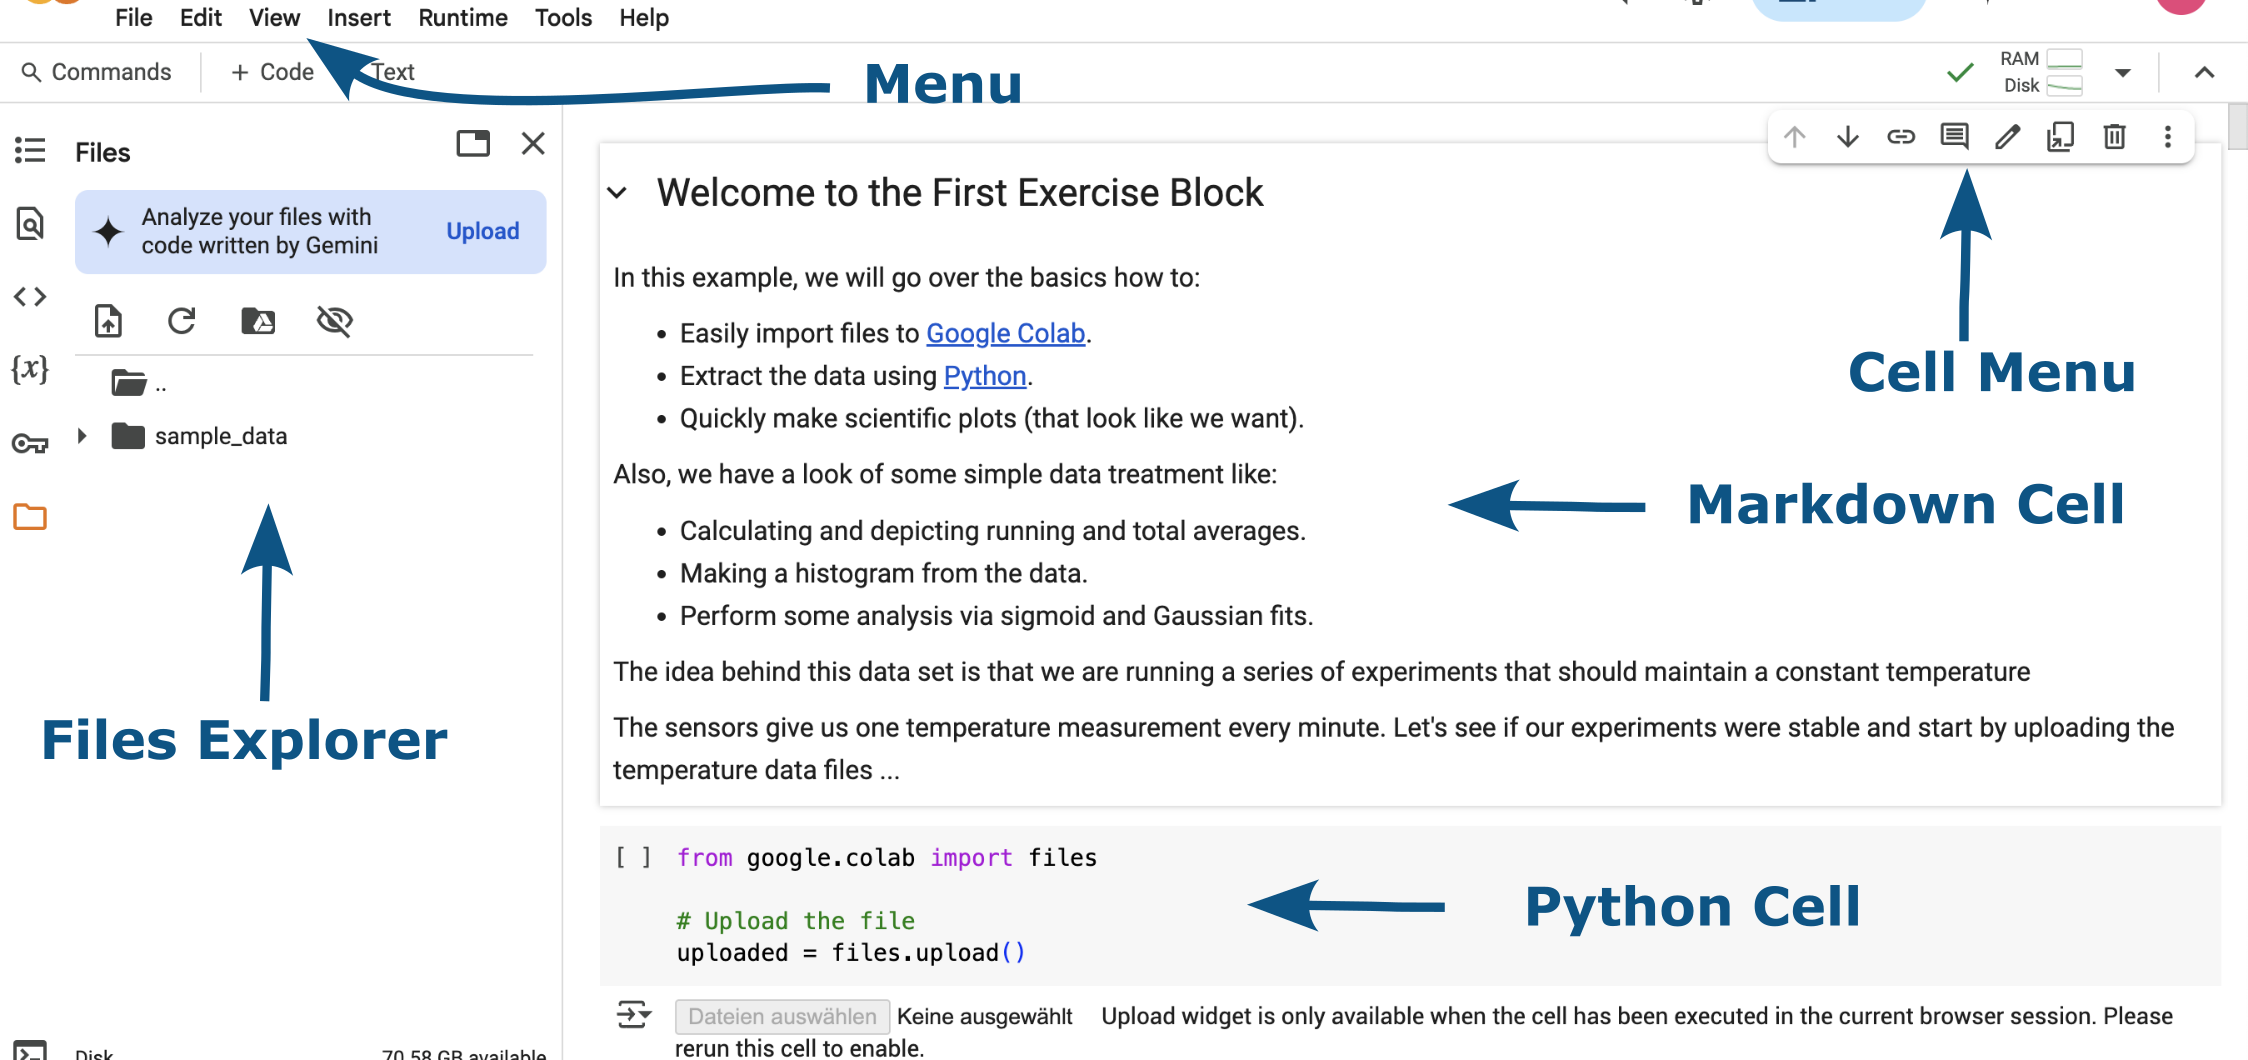 File Edit View Insert Runtime Tools Help
Commands + Code Text
Menu
RAM
Disk
Files
Analyze your files with
code written by Gemini
Upload
..
sample_data
Files Explorer
Welcome to the First Exercise Block
In this example, we will go over the basics how to:
• Easily import files to Google Colab.
• Extract the data using Python.
• Quickly make scientific plots (that look like we want).
Also, we have a look of some simple data treatment like:
• Calculating and depicting running and total averages.
• Making a histogram from the data.
• Perform some analysis via sigmoid and Gaussian fits.
The idea behind this data set is that we are running a series of experiments that should maintain a constant temperature
The sensors give us one temperature measurement every minute. Let's see if our experiments were stable and start by uploading the
temperature data files ...
Cell Menu
Markdown Cell
[ ] from google.colab import files
# Upload the file
uploaded = files.upload()
Python Cell
Dateien auswählen Keine ausgewählt Upload widget is only available when the cell has been executed in the current browser session. Please
rerun this cell to enable.
Disk 70.58 GB available